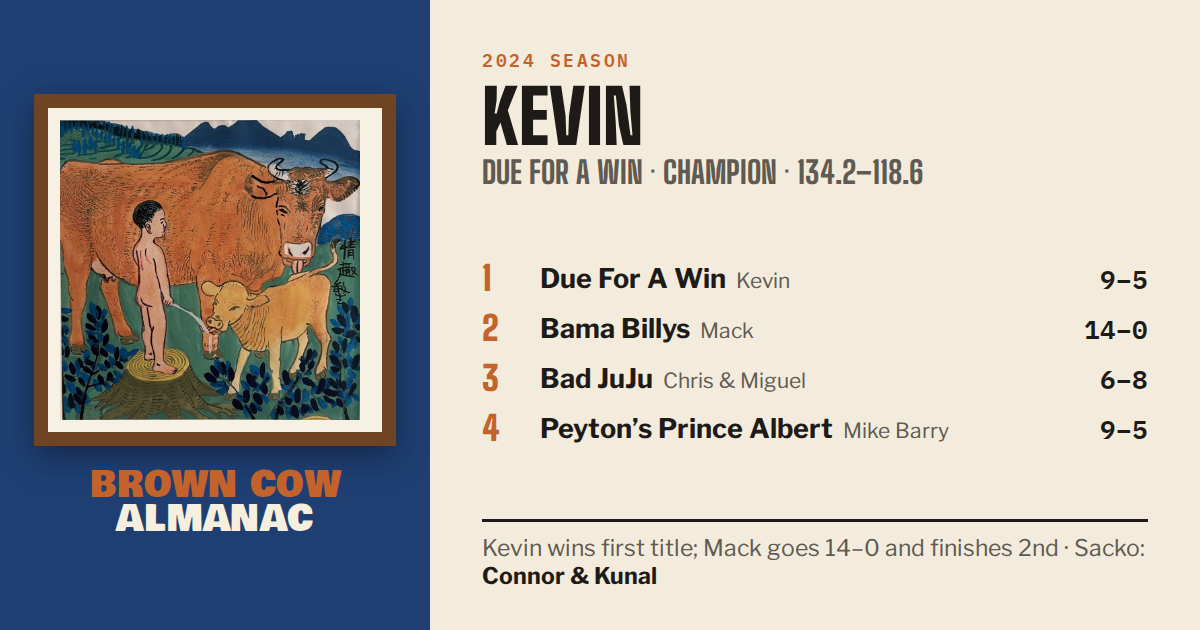 2024 SEASON
KEVIN
DUE FOR A WIN · CHAMPION · 134.2–118.6
1 Due For A Win Kevin 9–5
2 Bama Billys Mack 14–0
3 Bad JuJu Chris & Miguel 6–8
4 Peyton’s Prince Albert Mike Barry 9–5
Kevin wins first title; Mack goes 14–0 and finishes 2nd · Sacko:
Connor & Kunal
情
趣
BROWN COW
ALMANAC